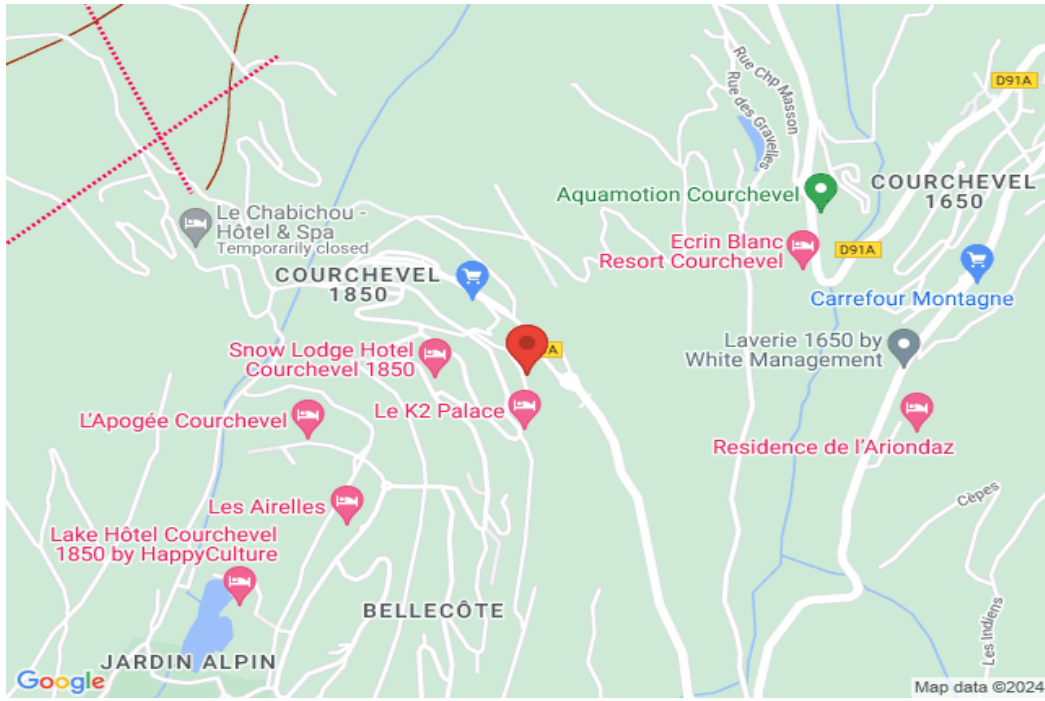 D91A
Rue Chp Masson
Rue des Gravelles
Aquamotion Courchevel
COURCHEVEL
1650
Le Chabichou -
Hôtel & Spa
Temporarily closed
Ecrin Blanc
Resort Courchevel
D91A
COURCHEVEL
1850
Carrefour Montagne
Snow Lodge Hotel
Courchevel 1850
Laverie 1650 by
White Management
L'Apogée Courchevel
Le K2 Palace
Residence de l'Ariondaz
Les Airelles
Cèpes
Lake Hôtel Courchevel
1850 by HappyCulture
BELLECÔTE
Les Indiens
JARDIN ALPIN
Google
Map data ©2024